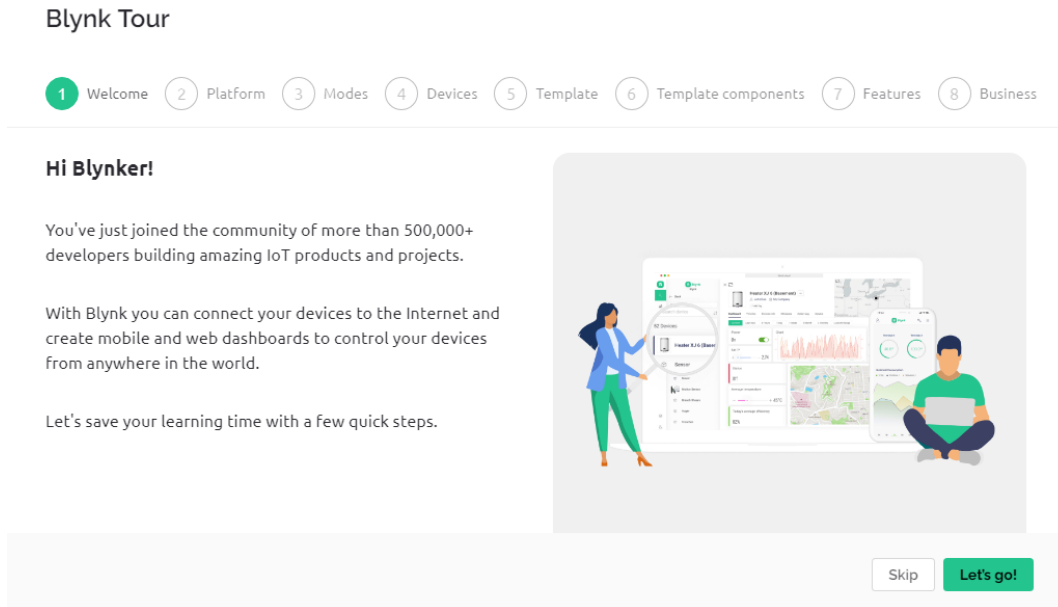 Blynk Tour
1 Welcome 2 Platform 3 Modes 4 Devices 5 Template 6 Template components 7 Features 8 Business
Hi Blynker!
You've just joined the community of more than 500,000+
developers building amazing IoT products and projects.
With Blynk you can connect your devices to the Internet and
create mobile and web dashboards to control your devices
from anywhere in the world.
Let's save your learning time with a few quick steps.
Skip Let's go!